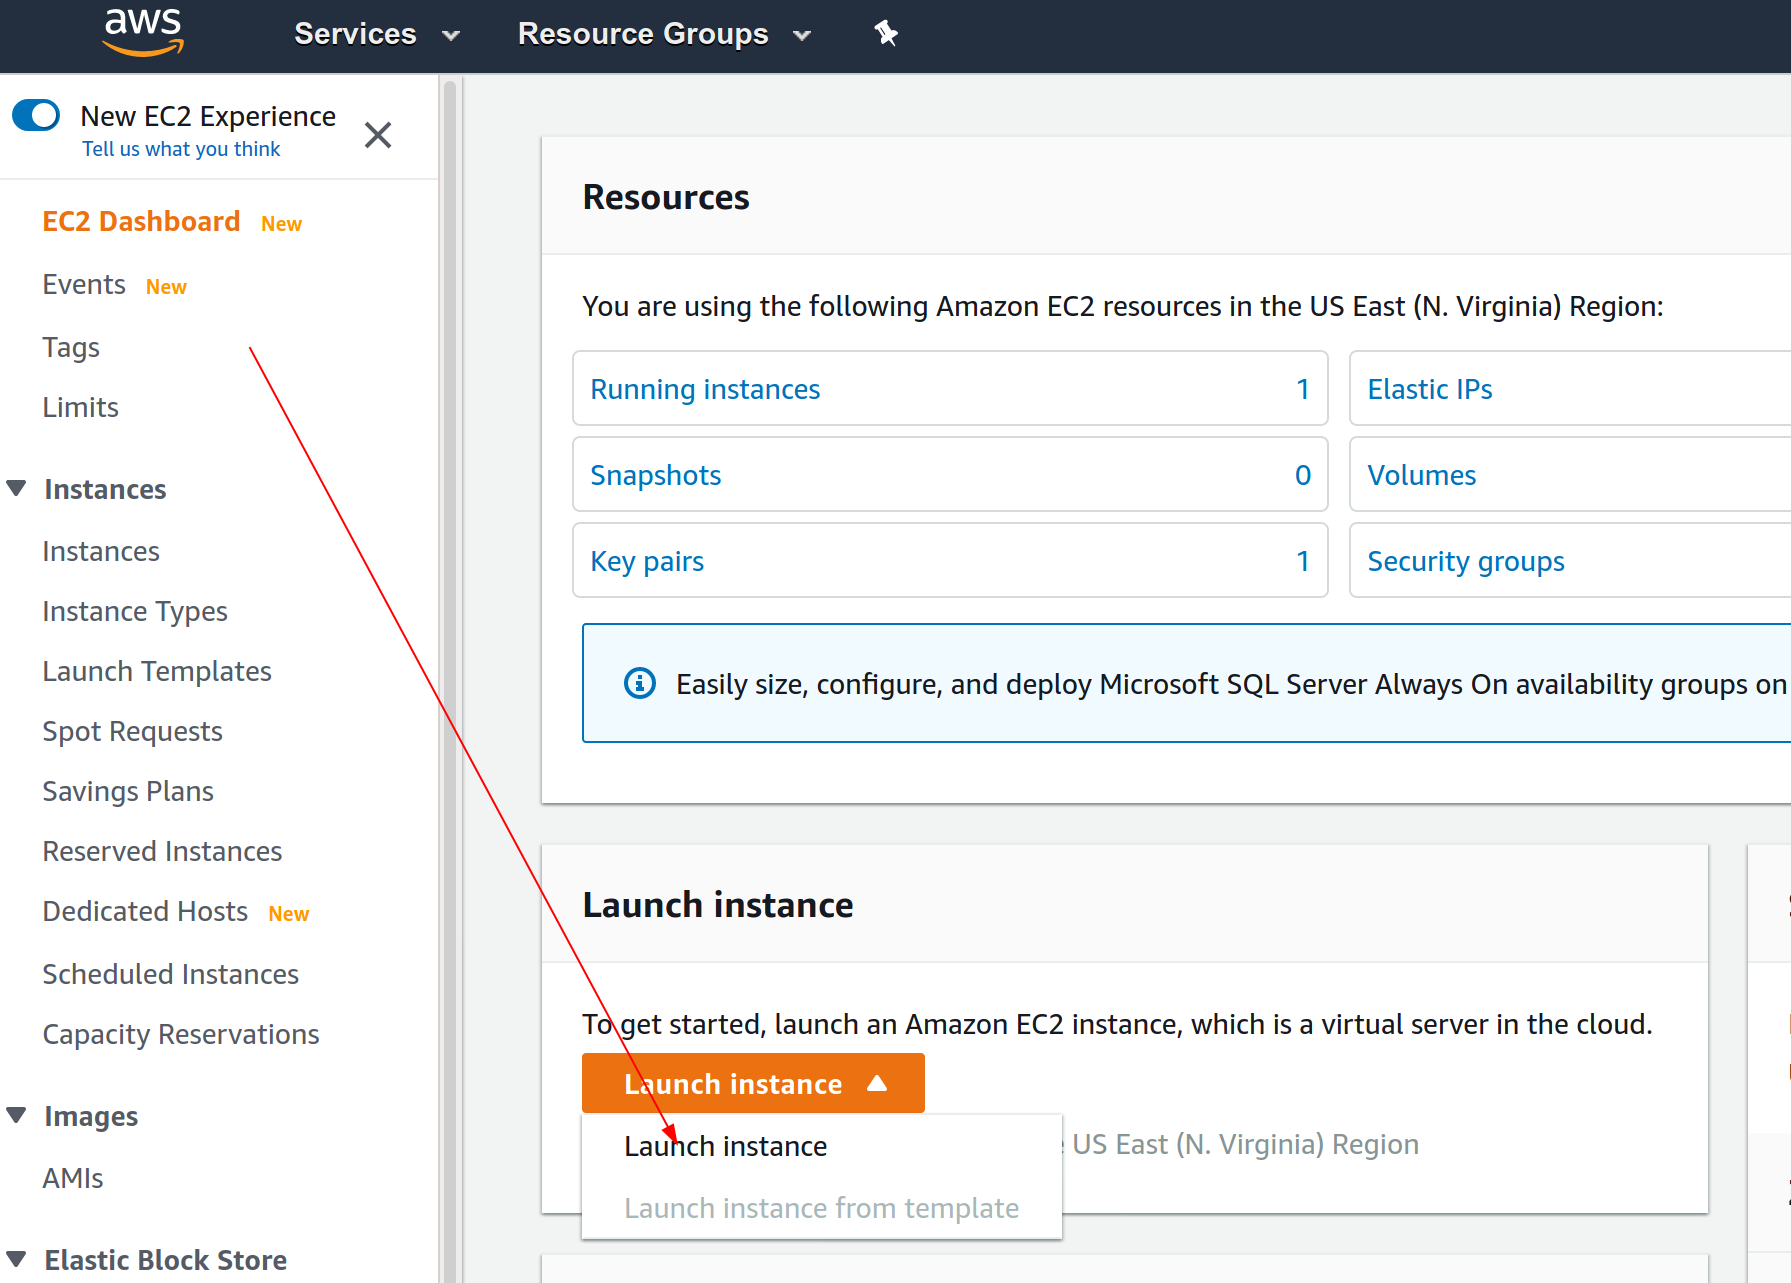 aws
Services
Resource Groups
New EC2 Experience
Tell us what you think
EC2 Dashboard New
Events New
Tags
Limits
Instances
Instances
Instance Types
Launch Templates
Spot Requests
Savings Plans
Reserved Instances
Dedicated Hosts New
Scheduled Instances
Capacity Reservations
Images
AMIs
Elastic Block Store
Resources
You are using the following Amazon EC2 resources in the US East (N. Virginia) Region:
Running instances 1
Elastic IPs
Snapshots 0
Volumes
Key pairs 1
Security groups
Easily size, configure, and deploy Microsoft SQL Server Always On availability groups on
Launch instance
To get started, launch an Amazon EC2 instance, which is a virtual server in the cloud.
Launch instance
Launch instance
US East (N. Virginia) Region
Launch instance from template